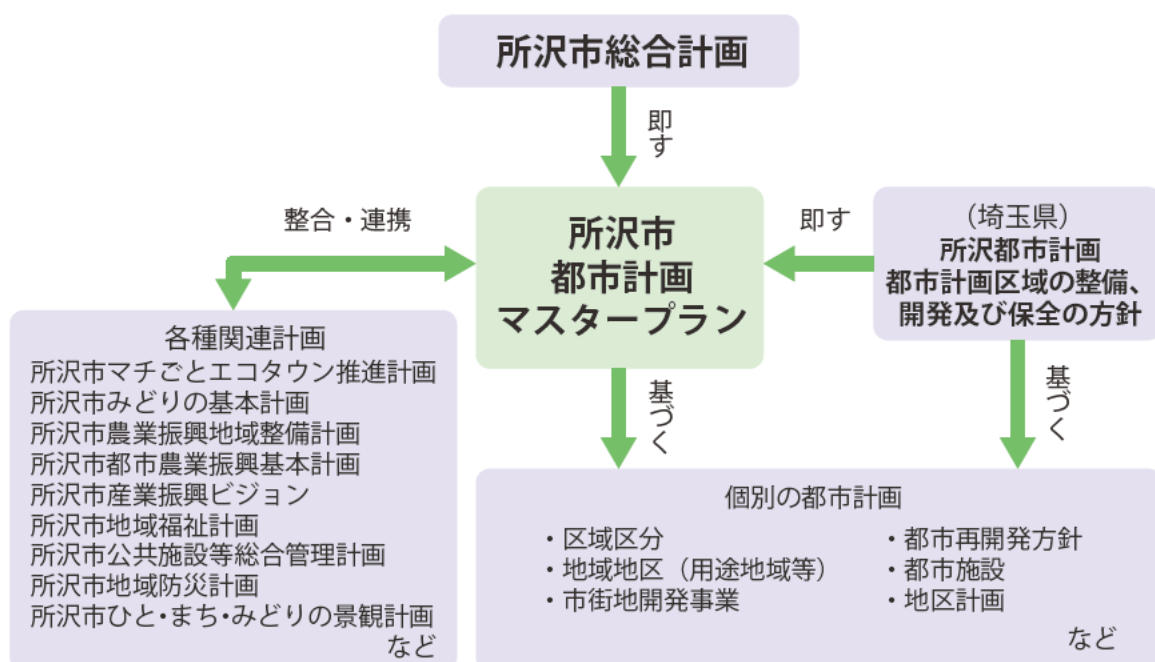 所沢市総合計画
即す
整合・連携
所沢市
都市計画
マスタープラン
即す
（埼玉県）
所沢都市計画
都市計画区域の整備、
開発及び保全の方針
各種関連計画
所沢市マチごとエコタウン推進計画
所沢市みどりの基本計画
所沢市農業振興地域整備計画
所沢市都市農業振興基本計画
所沢市産業振興ビジョン
所沢市地域福祉計画
所沢市公共施設等総合管理計画
所沢市地域防災計画
所沢市ひと・まち・みどりの景観計画
など
基づく
基づく
個別の都市計画
・区域区分
・地域地区（用途地域等）
・市街地開発事業
・都市再開発方針
・都市施設
・地区計画
など